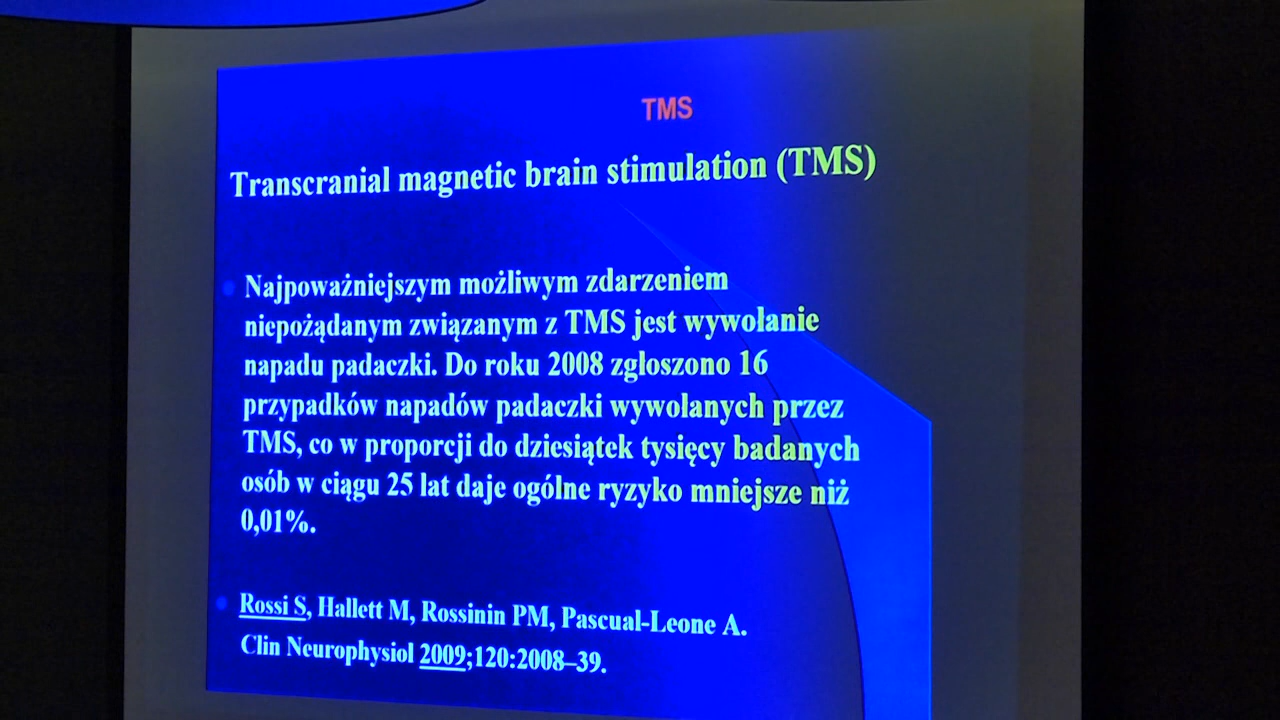 TMS
Transcranial magnetic brain stimulation (TMS)
Najpoważniejszym możliwym zdarzeniem
niepożądanym związanym z TMS jest wywołanie
napadu padaczki. Do roku 2008 zgłoszono 16
przypadków napadów padaczki wywołanych przez
TMS, co w proporcji do dziesiątek tysięcy badanych
osób w ciągu 25 lat daje ogólne ryzyko mniejsze niż
0,01%.
Rossi S, Hallett M, Rossinin PM, Pascual-Leone A.
Clin Neurophysiol 2009;120:2008–39.